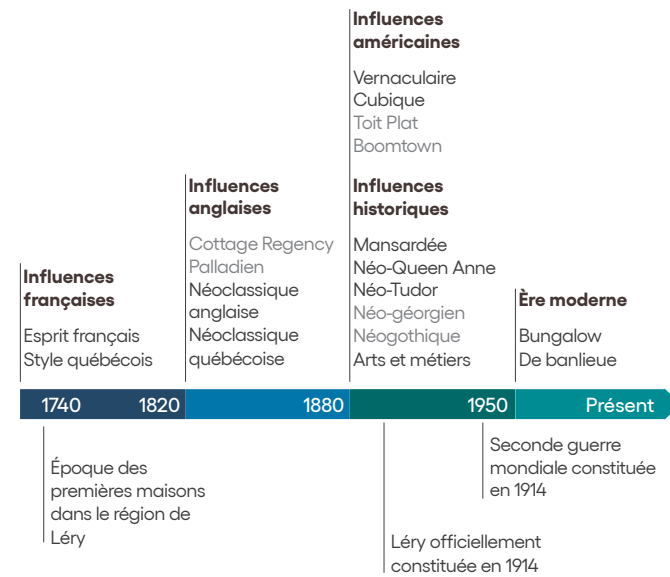 Influences
américaines
Vernaculaire
Cubique
Toit Plat
Boomtown
Influences
historiques
Mansardée
Néo-Queen Anne
Néo-Tudor
Néo-géorgien
Néogothique
Arts et métiers
Influences
anglaises
Cottage Regency
Palladien
Néoclassique
anglaise
Néoclassique
québécoise
Influences
françaises
Esprit français
Style québécois
Ère moderne
Bungalow
De banlieue
1740 1820 1880 1950 Présent
Époque des
premières maisons
dans le région de
Léry
Seconde guerre
mondiale constituée
en 1914
Léry officiellement
constituée en 1914